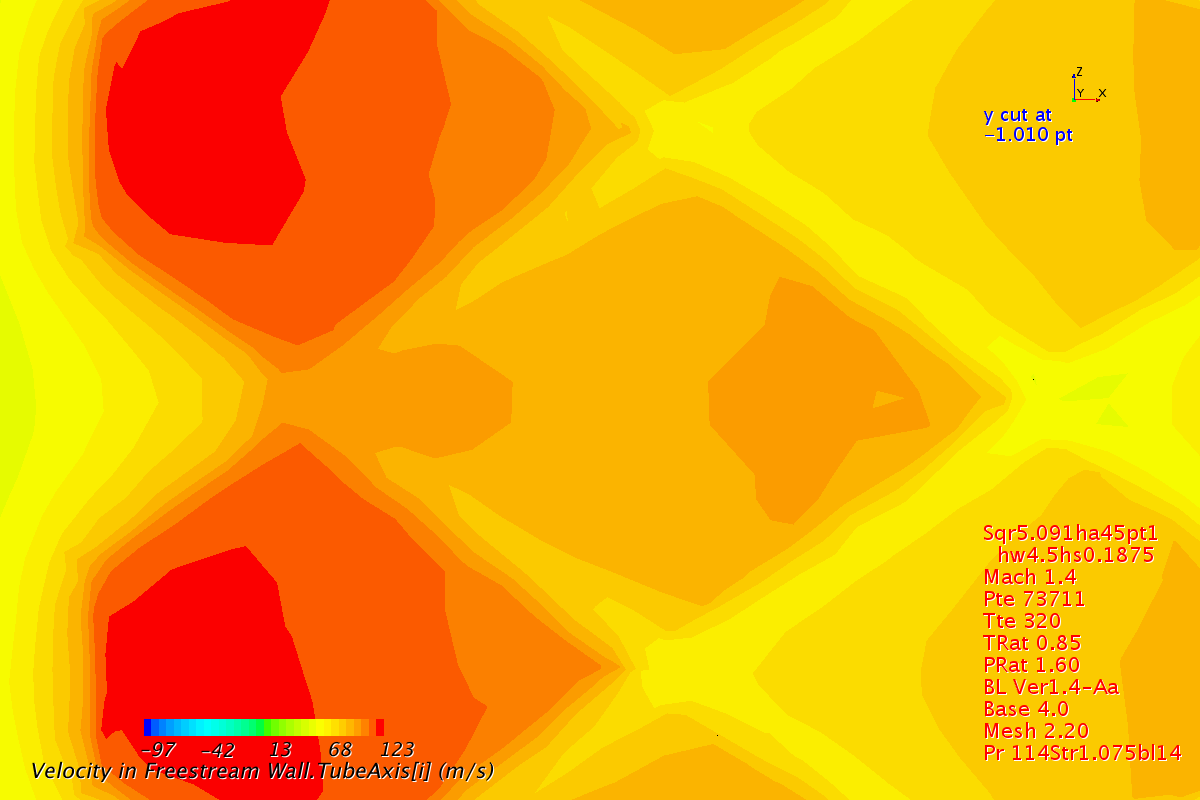 Z
Y X
y cut at
-1.010 pt
Sqr5.091ha45pt1
hw4.5hs0.1875
Mach 1.4
Pte 73711
Tte 320
TRat 0.85
PRat 1.60
BL Ver1.4-Aa
Base 4.0
Mesh 2.20
Pr 114Str1.075bl14
-97 -42 13 68 123
Velocity in Freestream Wall.TubeAxis[i] (m/s)